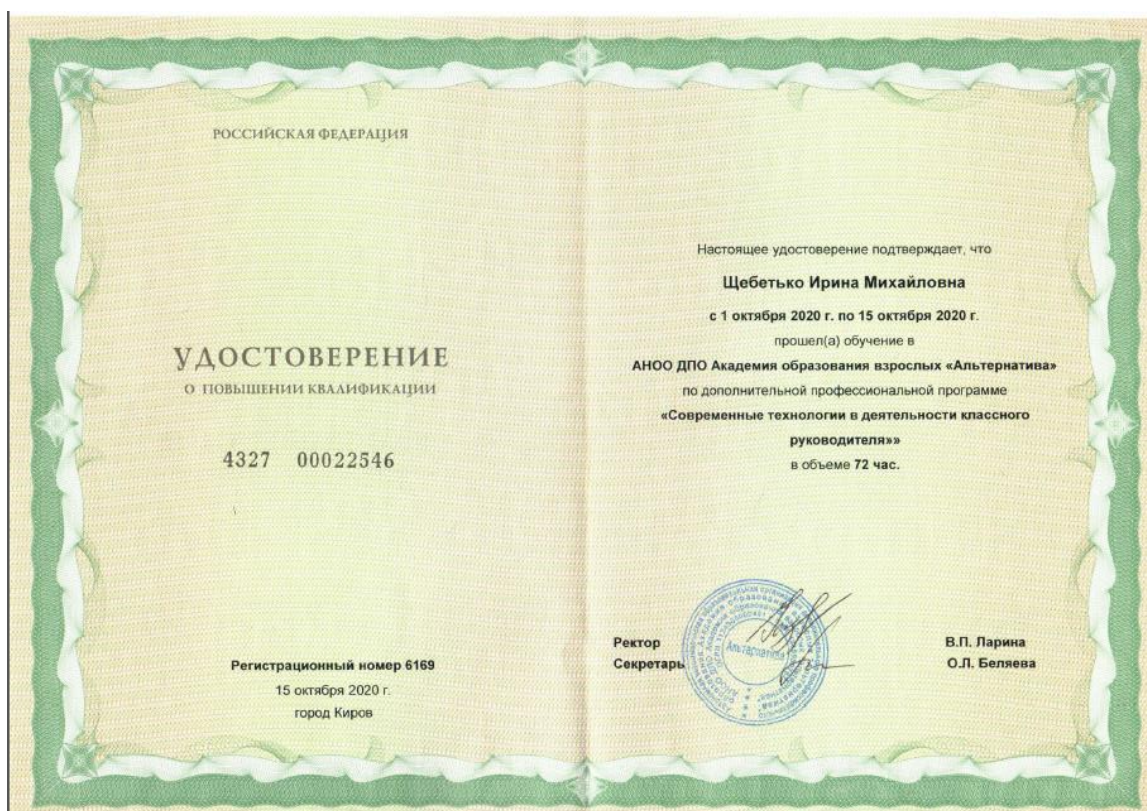 РОССИЙСКАЯ ФЕДЕРАЦИЯ
УДОСТОВЕРЕНИЕ
О ПОВЫШЕНИИ КВАЛИФИКАЦИИ
4327 00022546
Регистрационный номер 6169
15 октября 2020 г.
город Киров
Настоящее удостоверение подтверждает, что
Щебетько Ирина Михайловна
с 1 октября 2020 г. по 15 октября 2020 г.
прошел(а) обучение в
АНОО ДПО Академия образования взрослых «Альтернатива»
по дополнительной профессиональной программе
«Современные технологии в деятельности классного
руководителя»»
в объеме 72 час.
Ректор В.П. Ларина
Секретарь О.Л. Беляева
Альтернатива